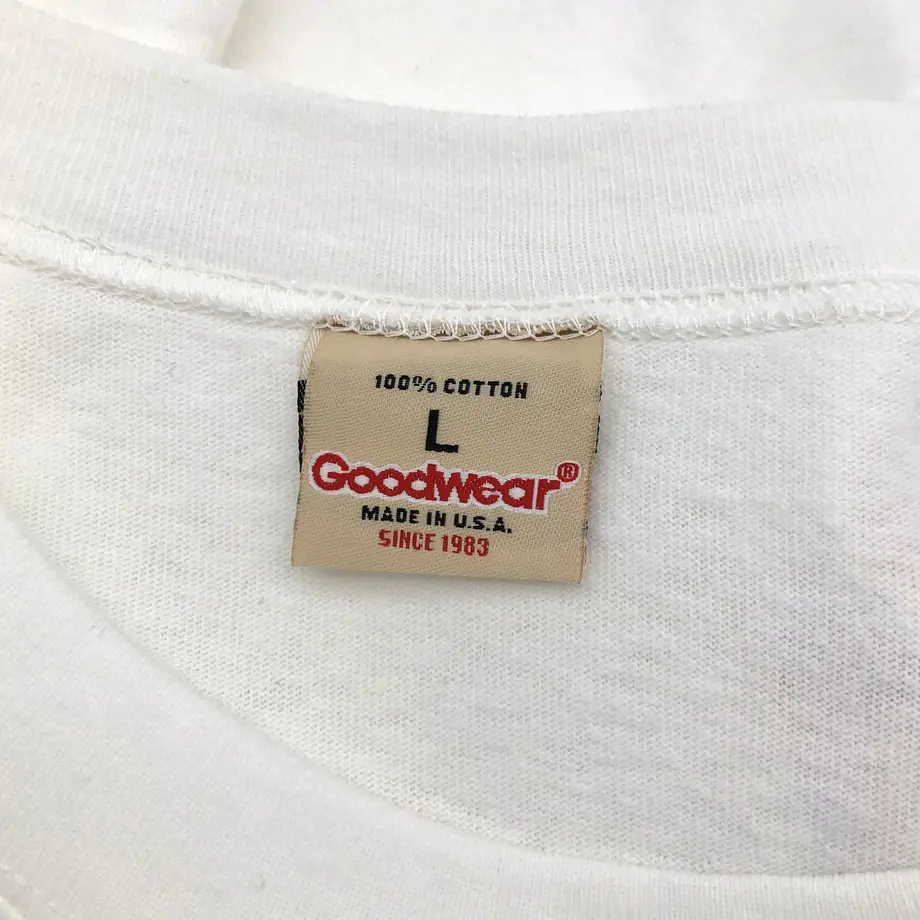 100% COTTON
L
Goodwear®
MADE IN U.S.A.
SINCE 1983